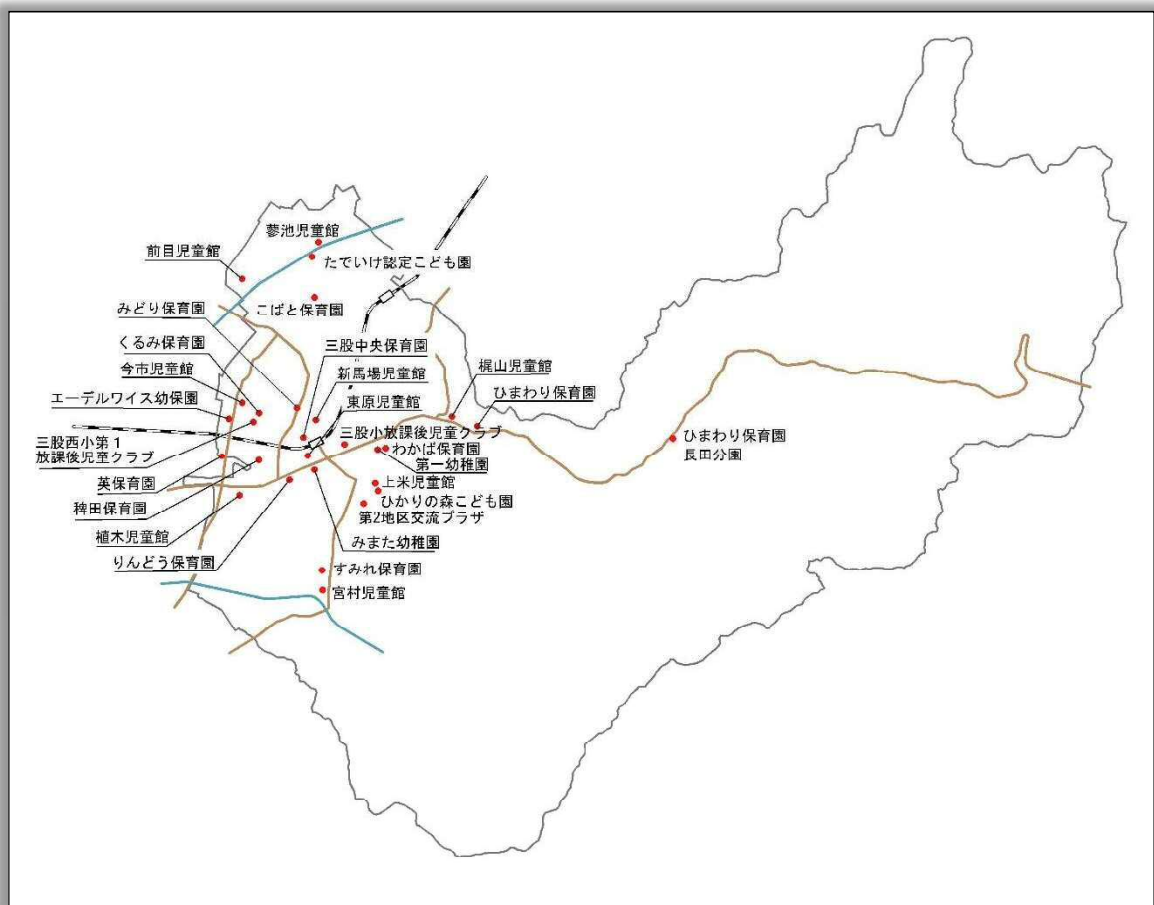 蓼池児童館
前目児童館
たでいけ認定こども園
みどり保育園
こばと保育園
くるみ保育園
三股中央保育園
今市児童館
新馬場児童館
梶山児童館
エーデルワイス幼保園
東原児童館
ひまわり保育園
三股小放課後児童クラブ
三股西小第1
放課後児童クラブ
わかば保育園
第一幼稚園
ひまわり保育園
長田分園
英保育園
上米児童館
稗田保育園
ひかりの森こども園
第2地区交流プラザ
植木児童館
みまた幼稚園
りんどう保育園
すみれ保育園
宮村児童館